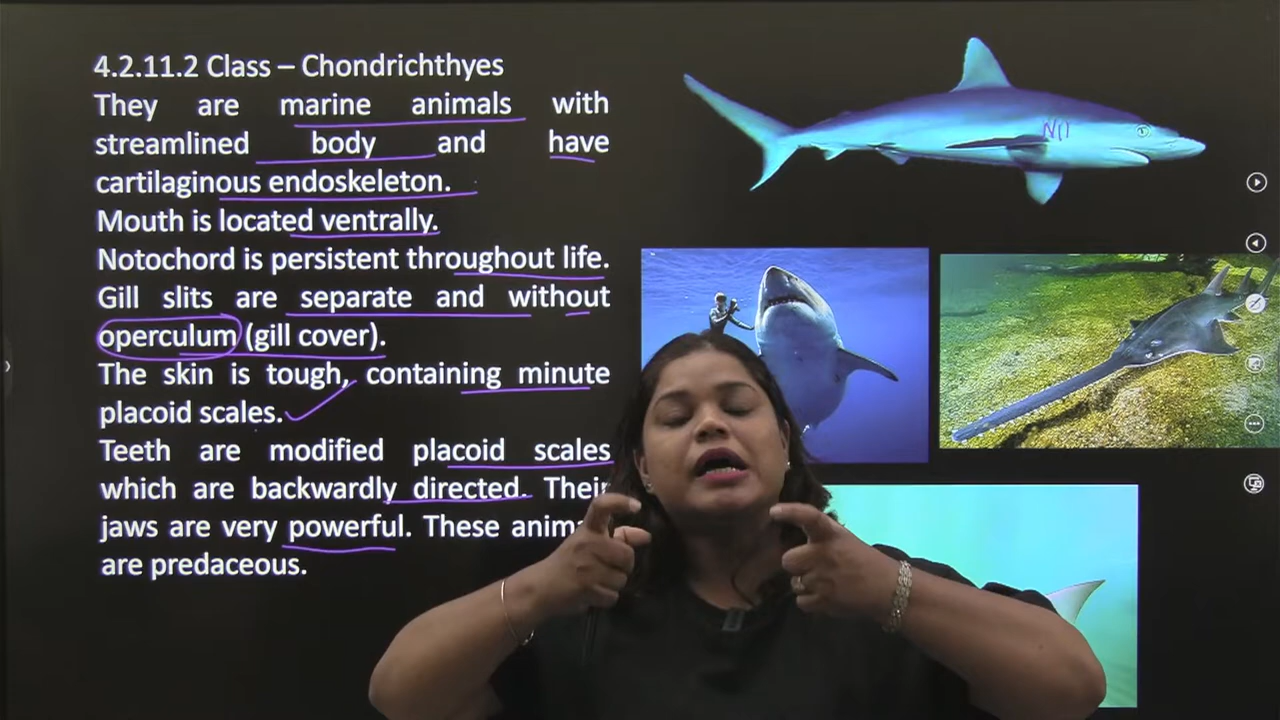 4.2.11.2 Class – Chondrichthyes
They are marine animals with
streamlined body and have
cartilaginous endoskeleton.
Mouth is located ventrally.
Notochord is persistent throughout life.
Gill slits are separate and without
operculum (gill cover).
The skin is tough, containing minute
placoid scales.
Teeth are modified placoid scales
which are backwardly directed. Their
jaws are very powerful. These
are predaceous.